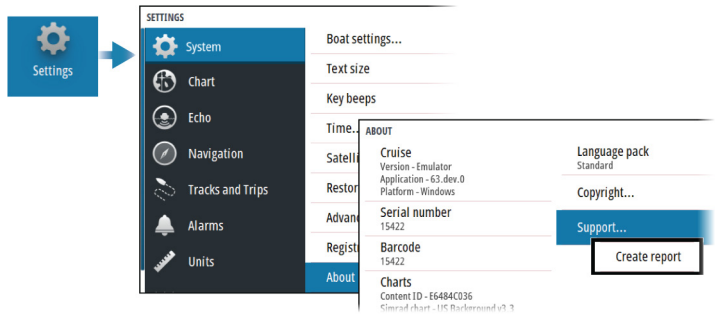 Settings
SETTINGS
System
Chart
Echo
Navigation
Tracks and Trips
Alarms
Units
Boat settings...
Text size
Key beeps
Time..
Satelli
Restor
Advan
Registr
About
ABOUT
Cruise
Version - Emulator
Application - 63.dev.0
Platform - Windows
Serial number
15422
Barcode
15422
Charts
Content ID - E6484C036
Simrad chart - US Background v3.3
Language pack
Standard
Copyright...
Support...
Create report